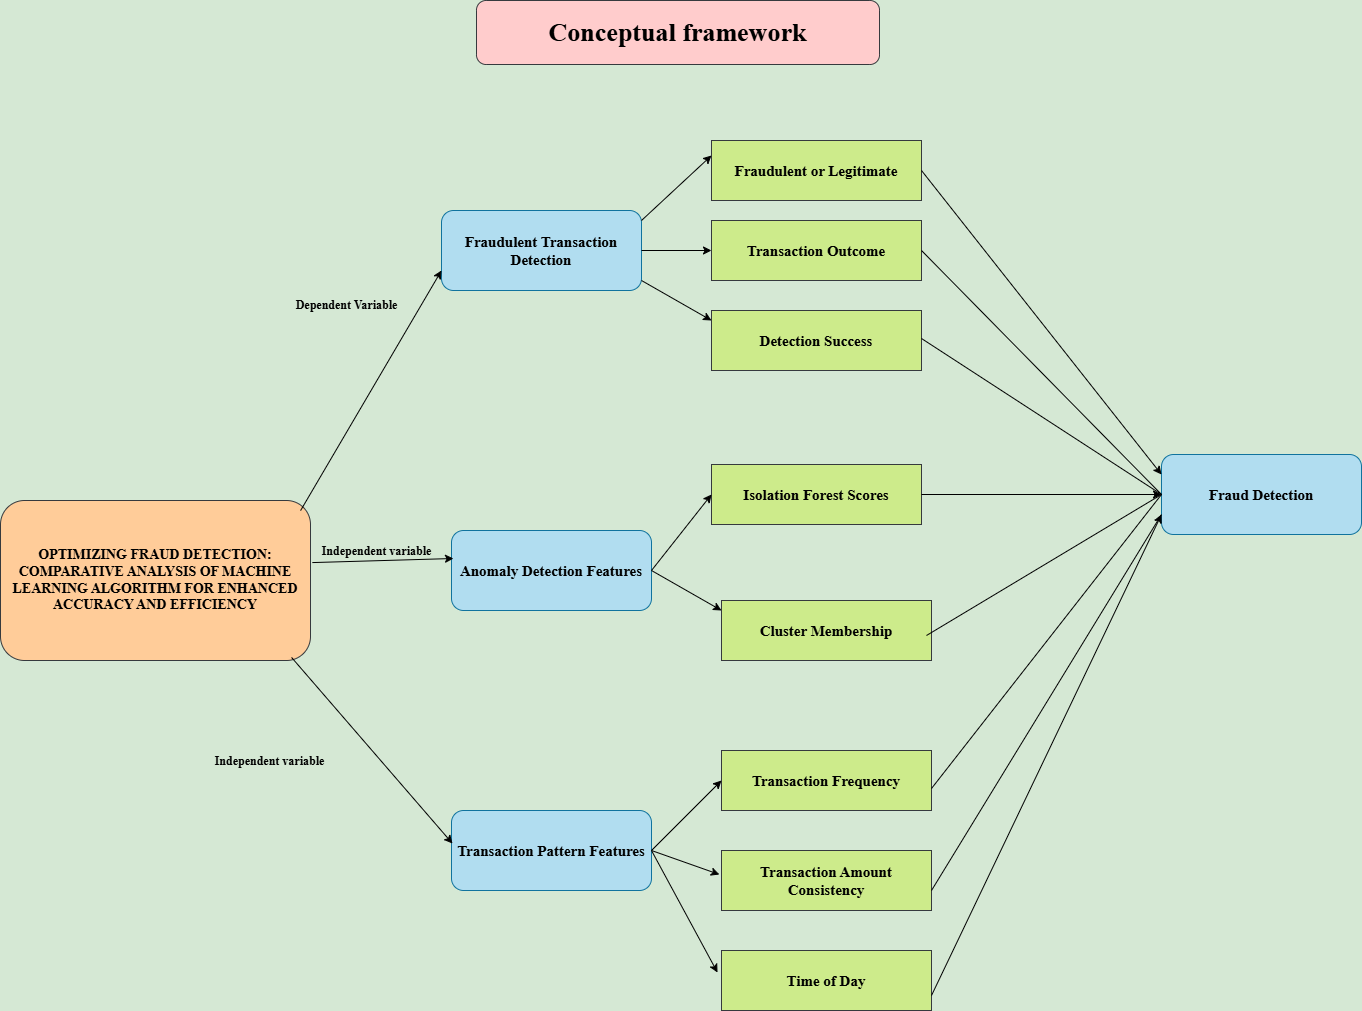 Conceptual framework
Fraudulent or Legitimate
Fraudulent Transaction
Detection
Transaction Outcome
Dependent Variable
Detection Success
Isolation Forest Scores
Fraud Detection
Independent variable
OPTIMIZING FRAUD DETECTION:
COMPARATIVE ANALYSIS OF MACHINE
LEARNING ALGORITHM FOR ENHANCED
ACCURACY AND EFFICIENCY
Anomaly Detection Features
Cluster Membership
Independent variable
Transaction Frequency
Transaction Pattern Features
Transaction Amount
Consistency
Time of Day